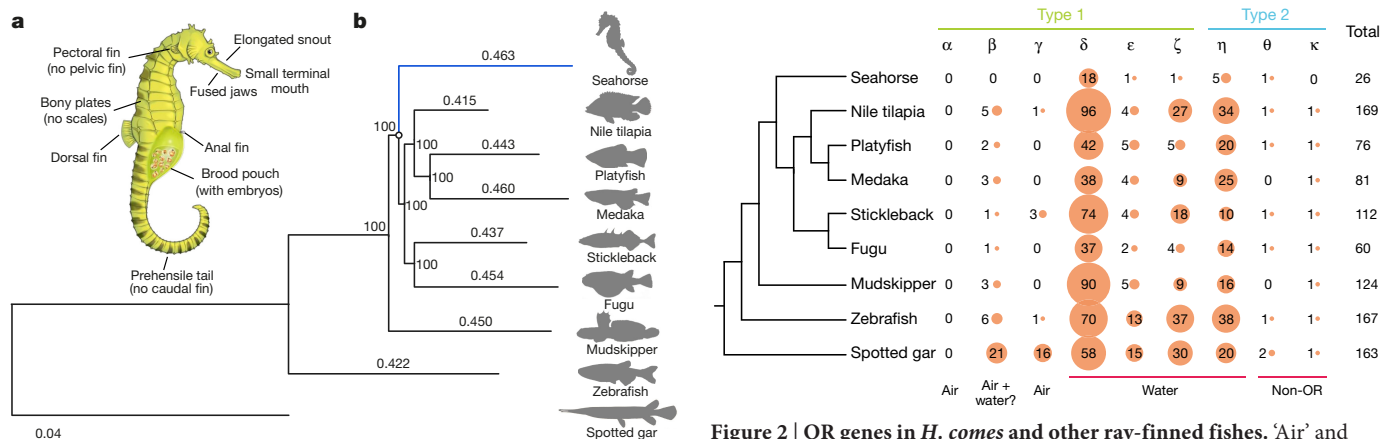 a
Pectoral fin
(no pelvic fin)
Elongated snout
Small terminal
mouth
Fused jaws
Bony plates
(no scales)
Dorsal fin
Anal fin
Brood pouch
(with embryos)
Prehensile tail
(no caudal fin)
b
0.463
Seahorse
0.415
Nile tilapia
100
0.443
Platyfish
100
100
0.460
Medaka
100
100
0.437
Stickleback
100
0.454
Fugu
0.450
Mudskipper
0.422
Zebrafish
Spotted gar
0.04
Type 1 Type 2
α β γ δ ε ζ η θ κ Total
Seahorse 0 0 0 18 1 1 5 1 0 26
Nile tilapia 0 5 1 96 4 27 34 1 1 169
Platyfish 0 2 0 42 5 5 20 1 1 76
Medaka 0 3 0 38 4 9 25 0 1 81
Stickleback 0 1 3 74 4 18 10 1 1 112
Fugu 0 1 0 37 2 4 14 1 1 60
Mudskipper 0 3 0 90 5 9 16 0 1 124
Zebrafish 0 6 1 70 13 37 38 1 1 167
Spotted gar 0 21 16 58 15 30 20 2 1 163
Air Air + water? Air Water Non-OR
Figure 2 | OR genes in H. comes and other ray-finned fishes. ‘Air’ and